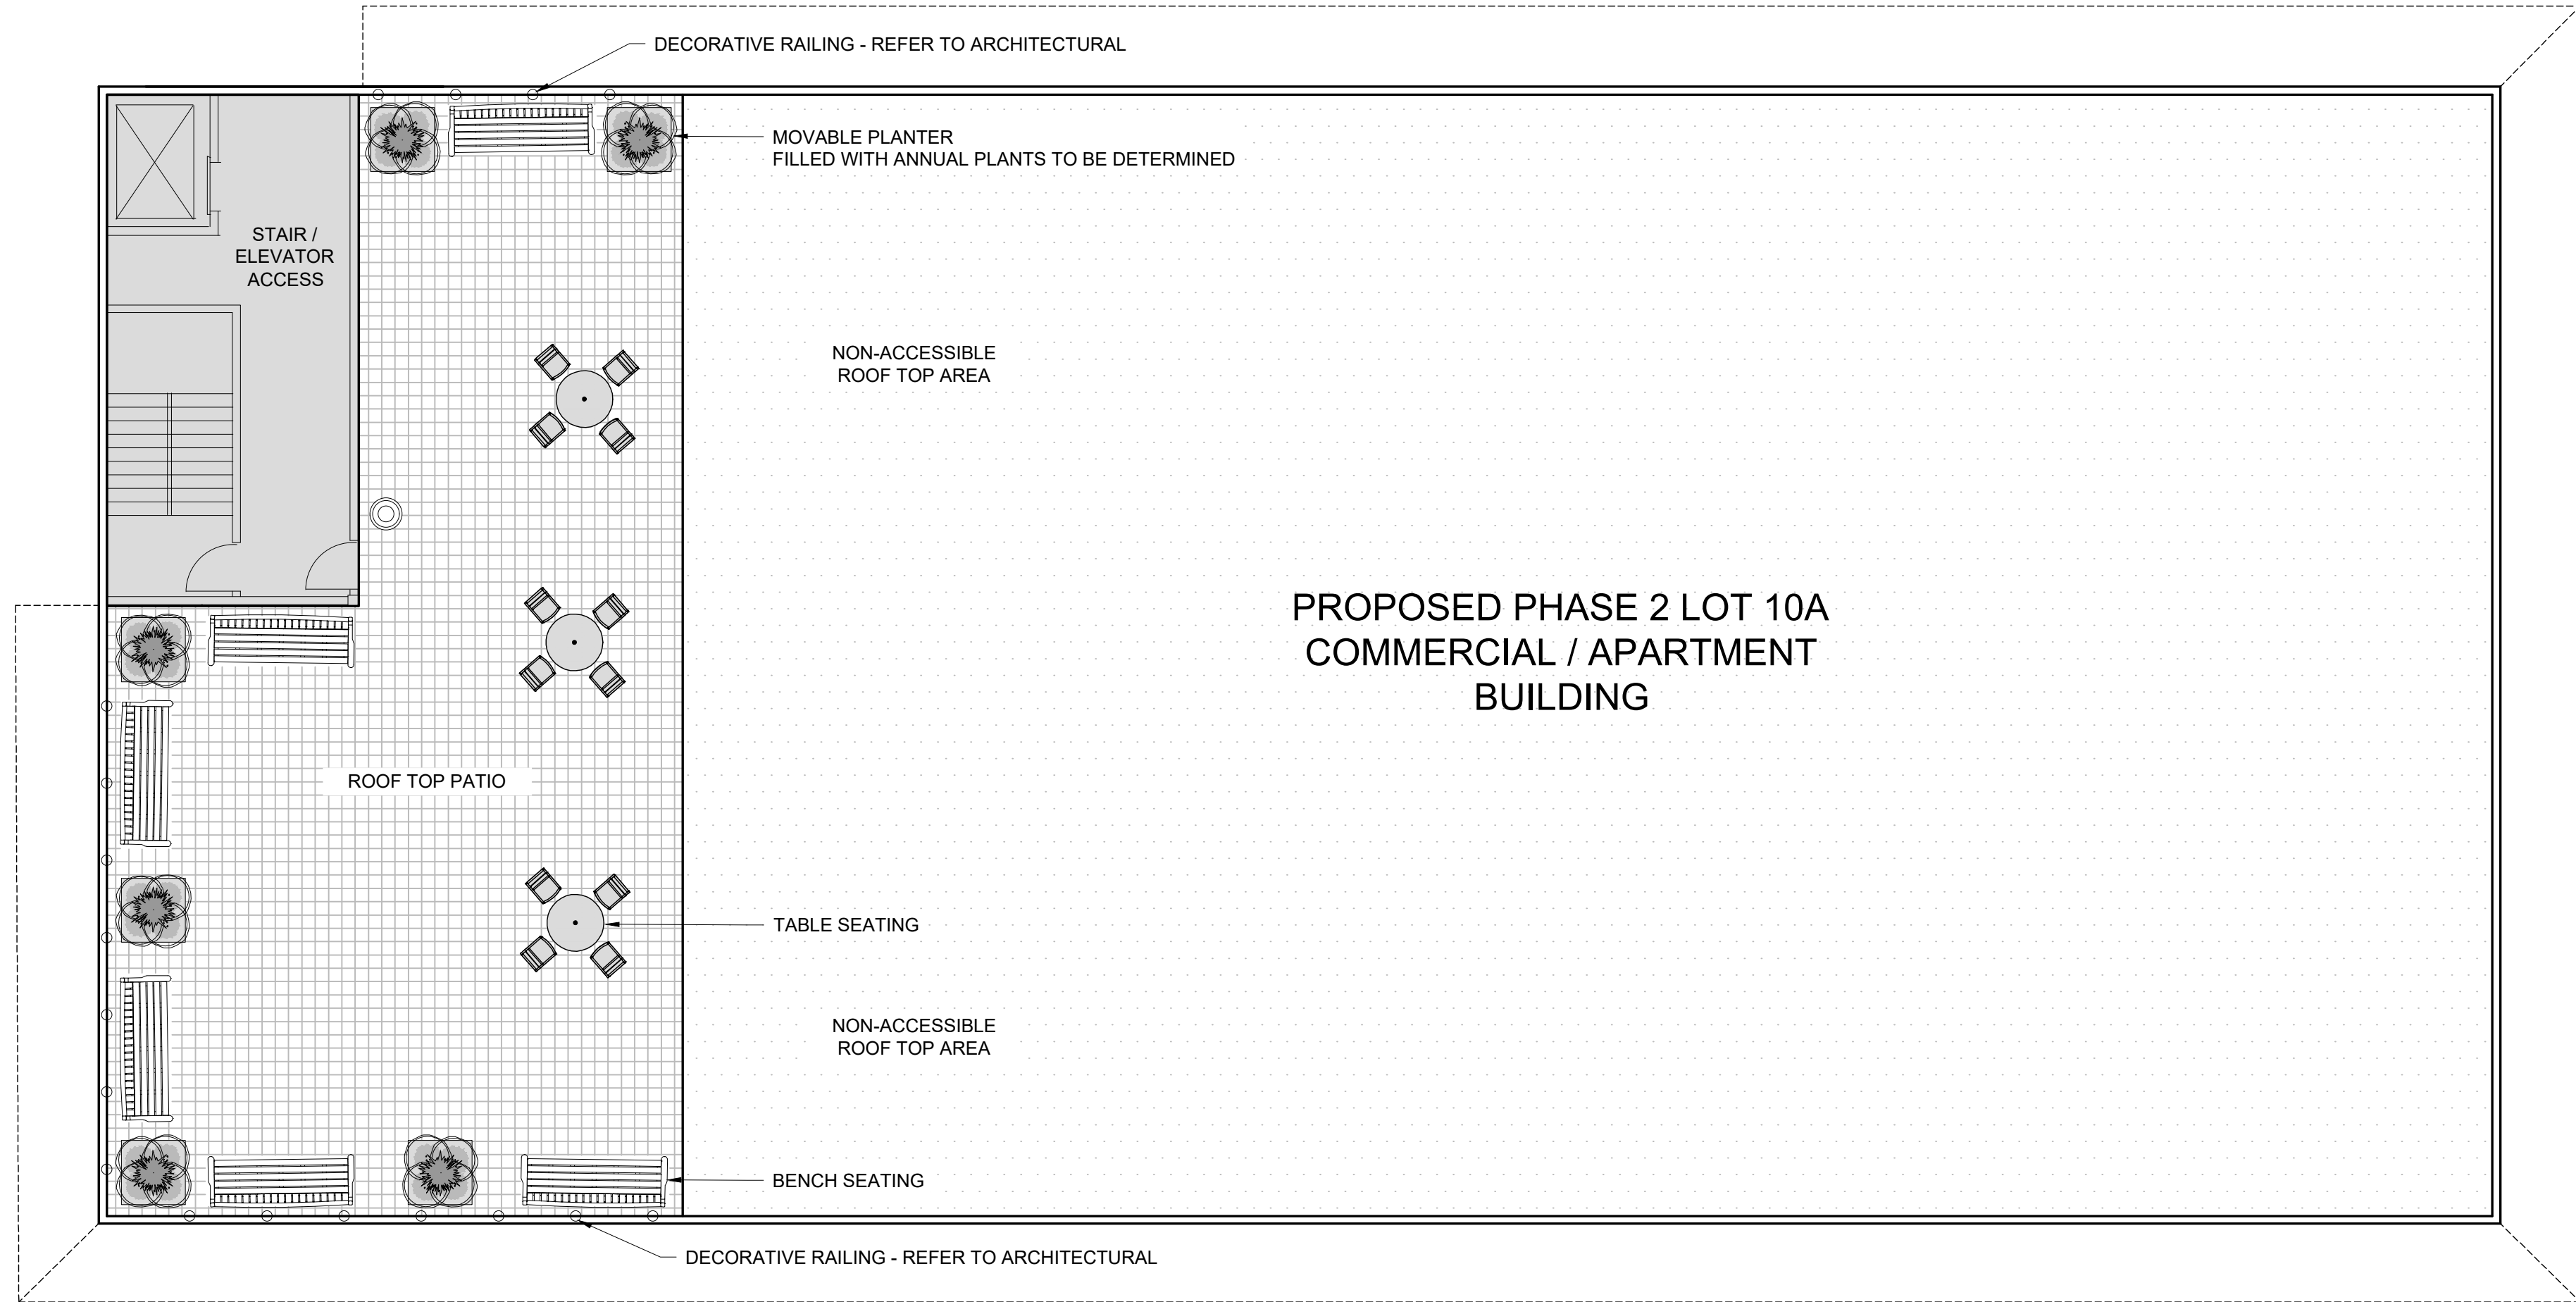 DECORATIVE RAILING - REFER TO ARCHITECTURAL
MOVABLE PLANTER
FILLED WITH ANNUAL PLANTS TO BE DETERMINED
STAIR /
ELEVATOR
ACCESS
NON-ACCESSIBLE
ROOF TOP AREA
PROPOSED PHASE 2 LOT 10A
COMMERCIAL / APARTMENT
BUILDING
ROOF TOP PATIO
TABLE SEATING
NON-ACCESSIBLE
ROOF TOP AREA
BENCH SEATING
DECORATIVE RAILING - REFER TO ARCHITECTURAL